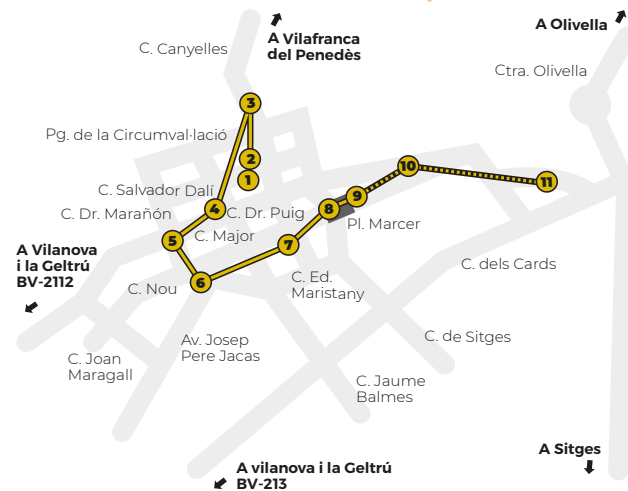 A Olivella
A Vilafranca
del Penedès
C. Canyelles
Ctra. Olivella
3
Pg. de la Circumval·lació
2
10
1
11
C. Salvador Dalí
9
4
C. Dr. Puig
8
C. Dr. Marañón
Pl. Marcer
5
C. Major
7
A Vilanova
i la Geltrú
BV-2112
C. dels Cards
6
C. Ed.
Maristany
C. Nou
C. de Sitges
Av. Josep
Pere Jacas
C. Joan
Maragall
C. Jaume
Balmes
A Sitges
A vilanova i la Geltrú
BV-213